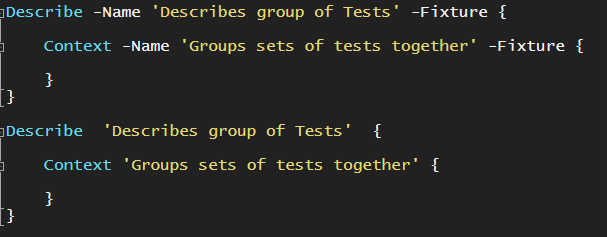 Describe -Name 'Describes group of Tests' -Fixture {
Context -Name 'Groups sets of tests together' -Fixture {
}
}
Describe  'Describes group of Tests'  {
Context 'Groups sets of tests together' {
}
}